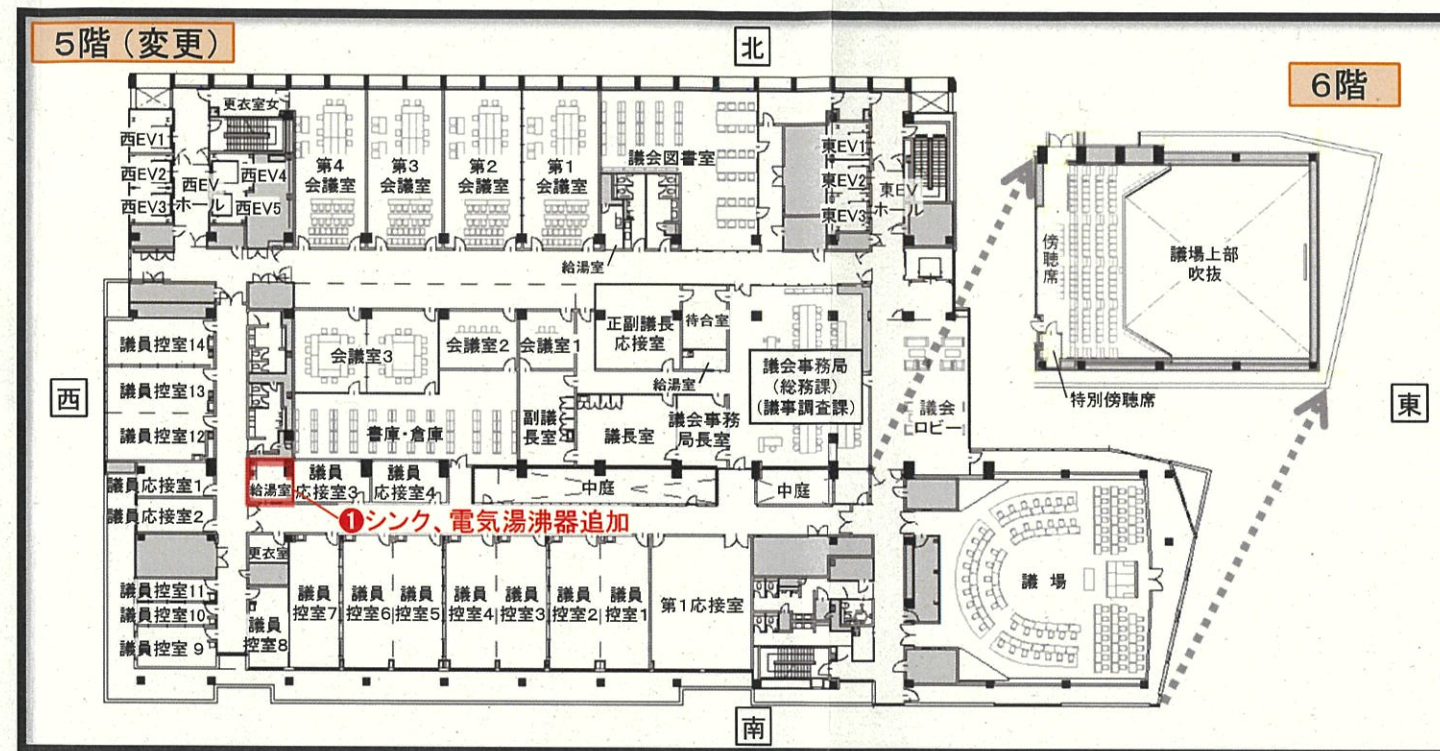 5階（変更）
北
6階
更衣室女
西EV1
西EV2
西EV3
西EV
ホール
西EV4
西EV5
第4
会議室
第3
会議室
第2
会議室
第1
会議室
議会図書室
給湯室
東EV1
東EV2
東EV3
東EV
ホール
傍聴席
議場上部
吹抜
特別傍聴席
西
東
議員控室14
議員控室13
議員控室12
議員応接室1
議員応接室2
議員控室11
議員控室10
議員控室9
会議室3
会議室2
会議室1
正副議長
応接室
待合室
給湯室
議会事務局
（総務課）
（議事調査課）
議会
ロビー
書庫・倉庫
副議
長室
議長室
議会事務
局長室
給湯室
議員
応接室3
議員
応接室4
中庭
中庭
❶シンク、電気湯沸器追加
更衣室
議員
控室8
議員
控室7
議員
控室6
議員
控室5
議員
控室4
議員
控室3
議員
控室2
議員
控室1
第1応接室
議場
南